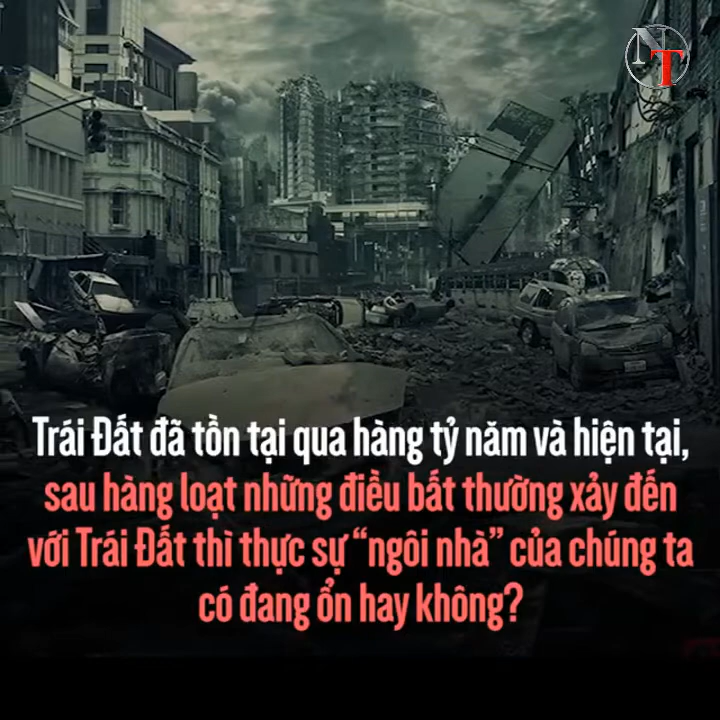 NT
Trái Đất đã tồn tại qua hàng tỷ năm và hiện tại,
sau hàng loạt những điều bất thường xảy đến
với Trái Đất thì thực sự “ngôi nhà” của chúng ta
có đang ổn hay không?